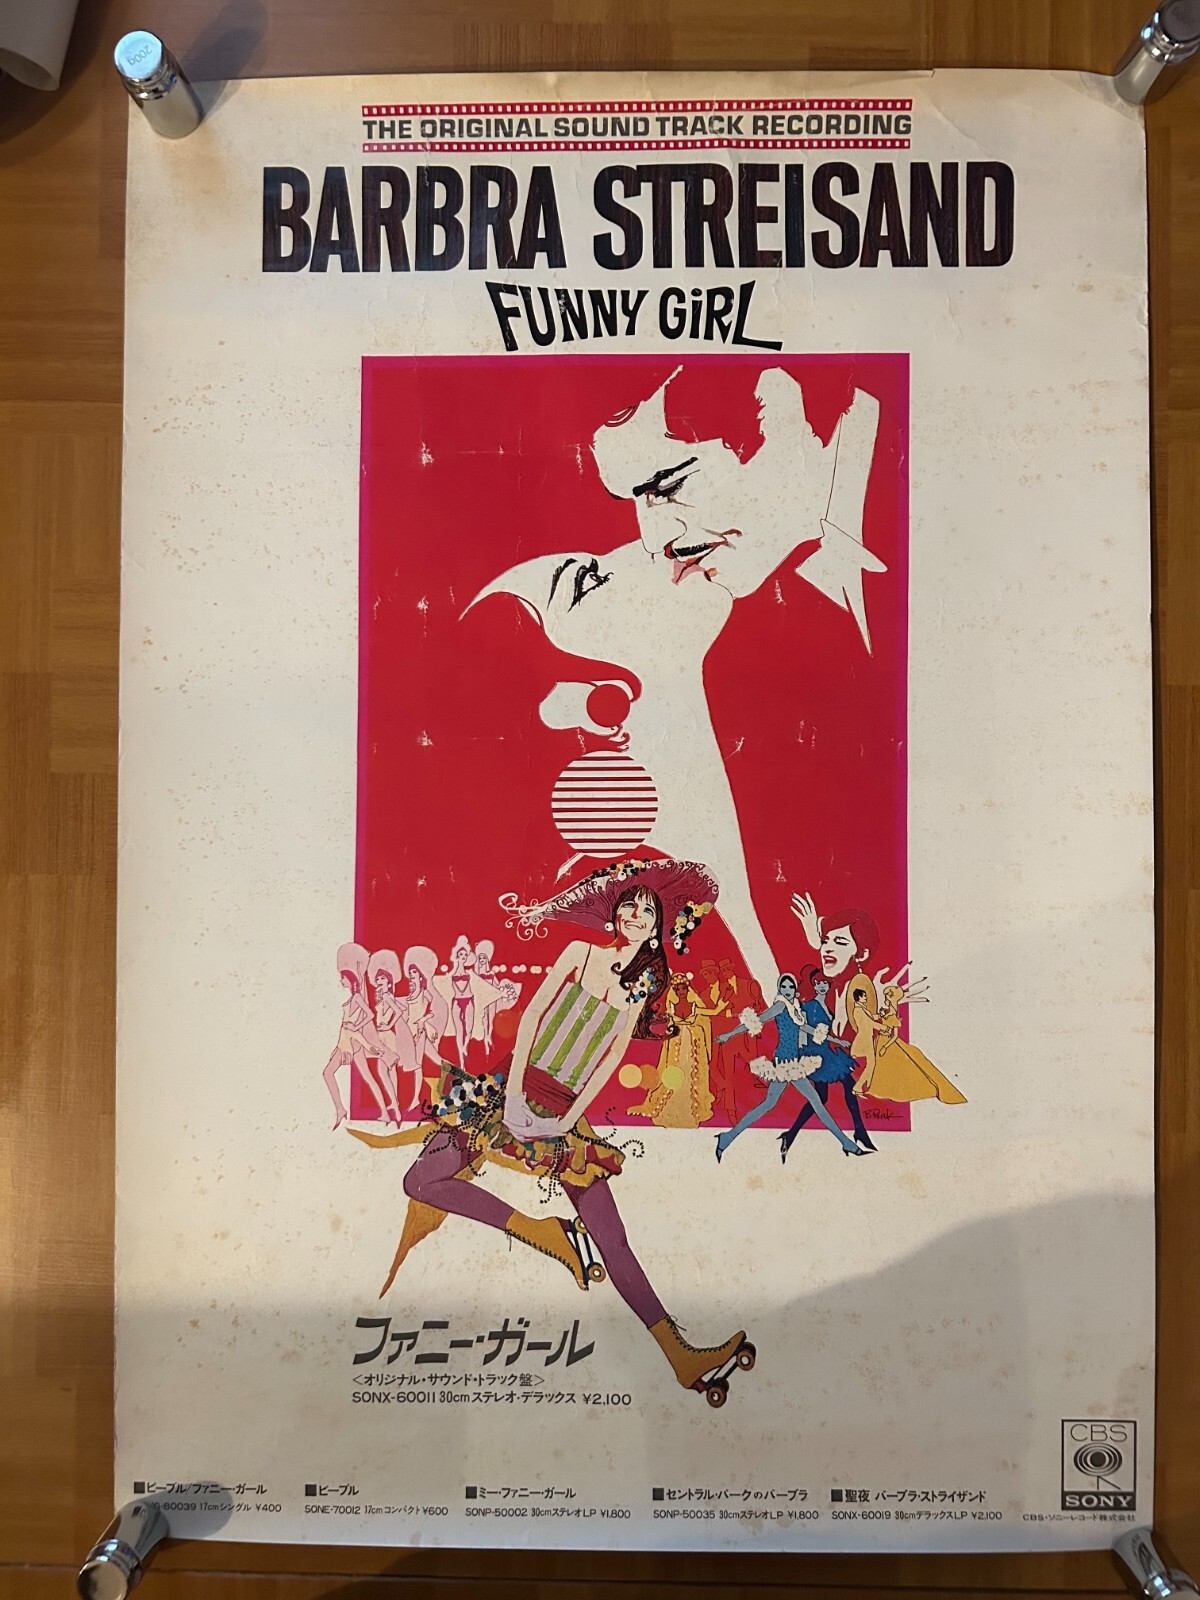 200g
THE ORIGINAL SOUND TRACK RECORDING
BARBRA STREISAND
FUNNY GiRL
B.Peak
ファニー・ガール
<オリジナル・サウンド・トラック盤>
SONX-60011 30cmステレオ・デラックス ¥2,100
■ピープル/ファニー・ガール
-80039 17cmシングル ¥400
■ピープル
SONE-70012 17cmコンパクト ¥600
■ミー・ファニー・ガール
SONP-50002 30cmステレオLP ¥1,800
■セントラル・パークのバーブラ
SONP-50035 30cmステレオLP ¥1,800
■聖夜 バーブラ・ストライザンド
SONX-60019 30cmデラックスLP ¥2,100
CBS
SONY
CBS・ソニーレコード株式会社